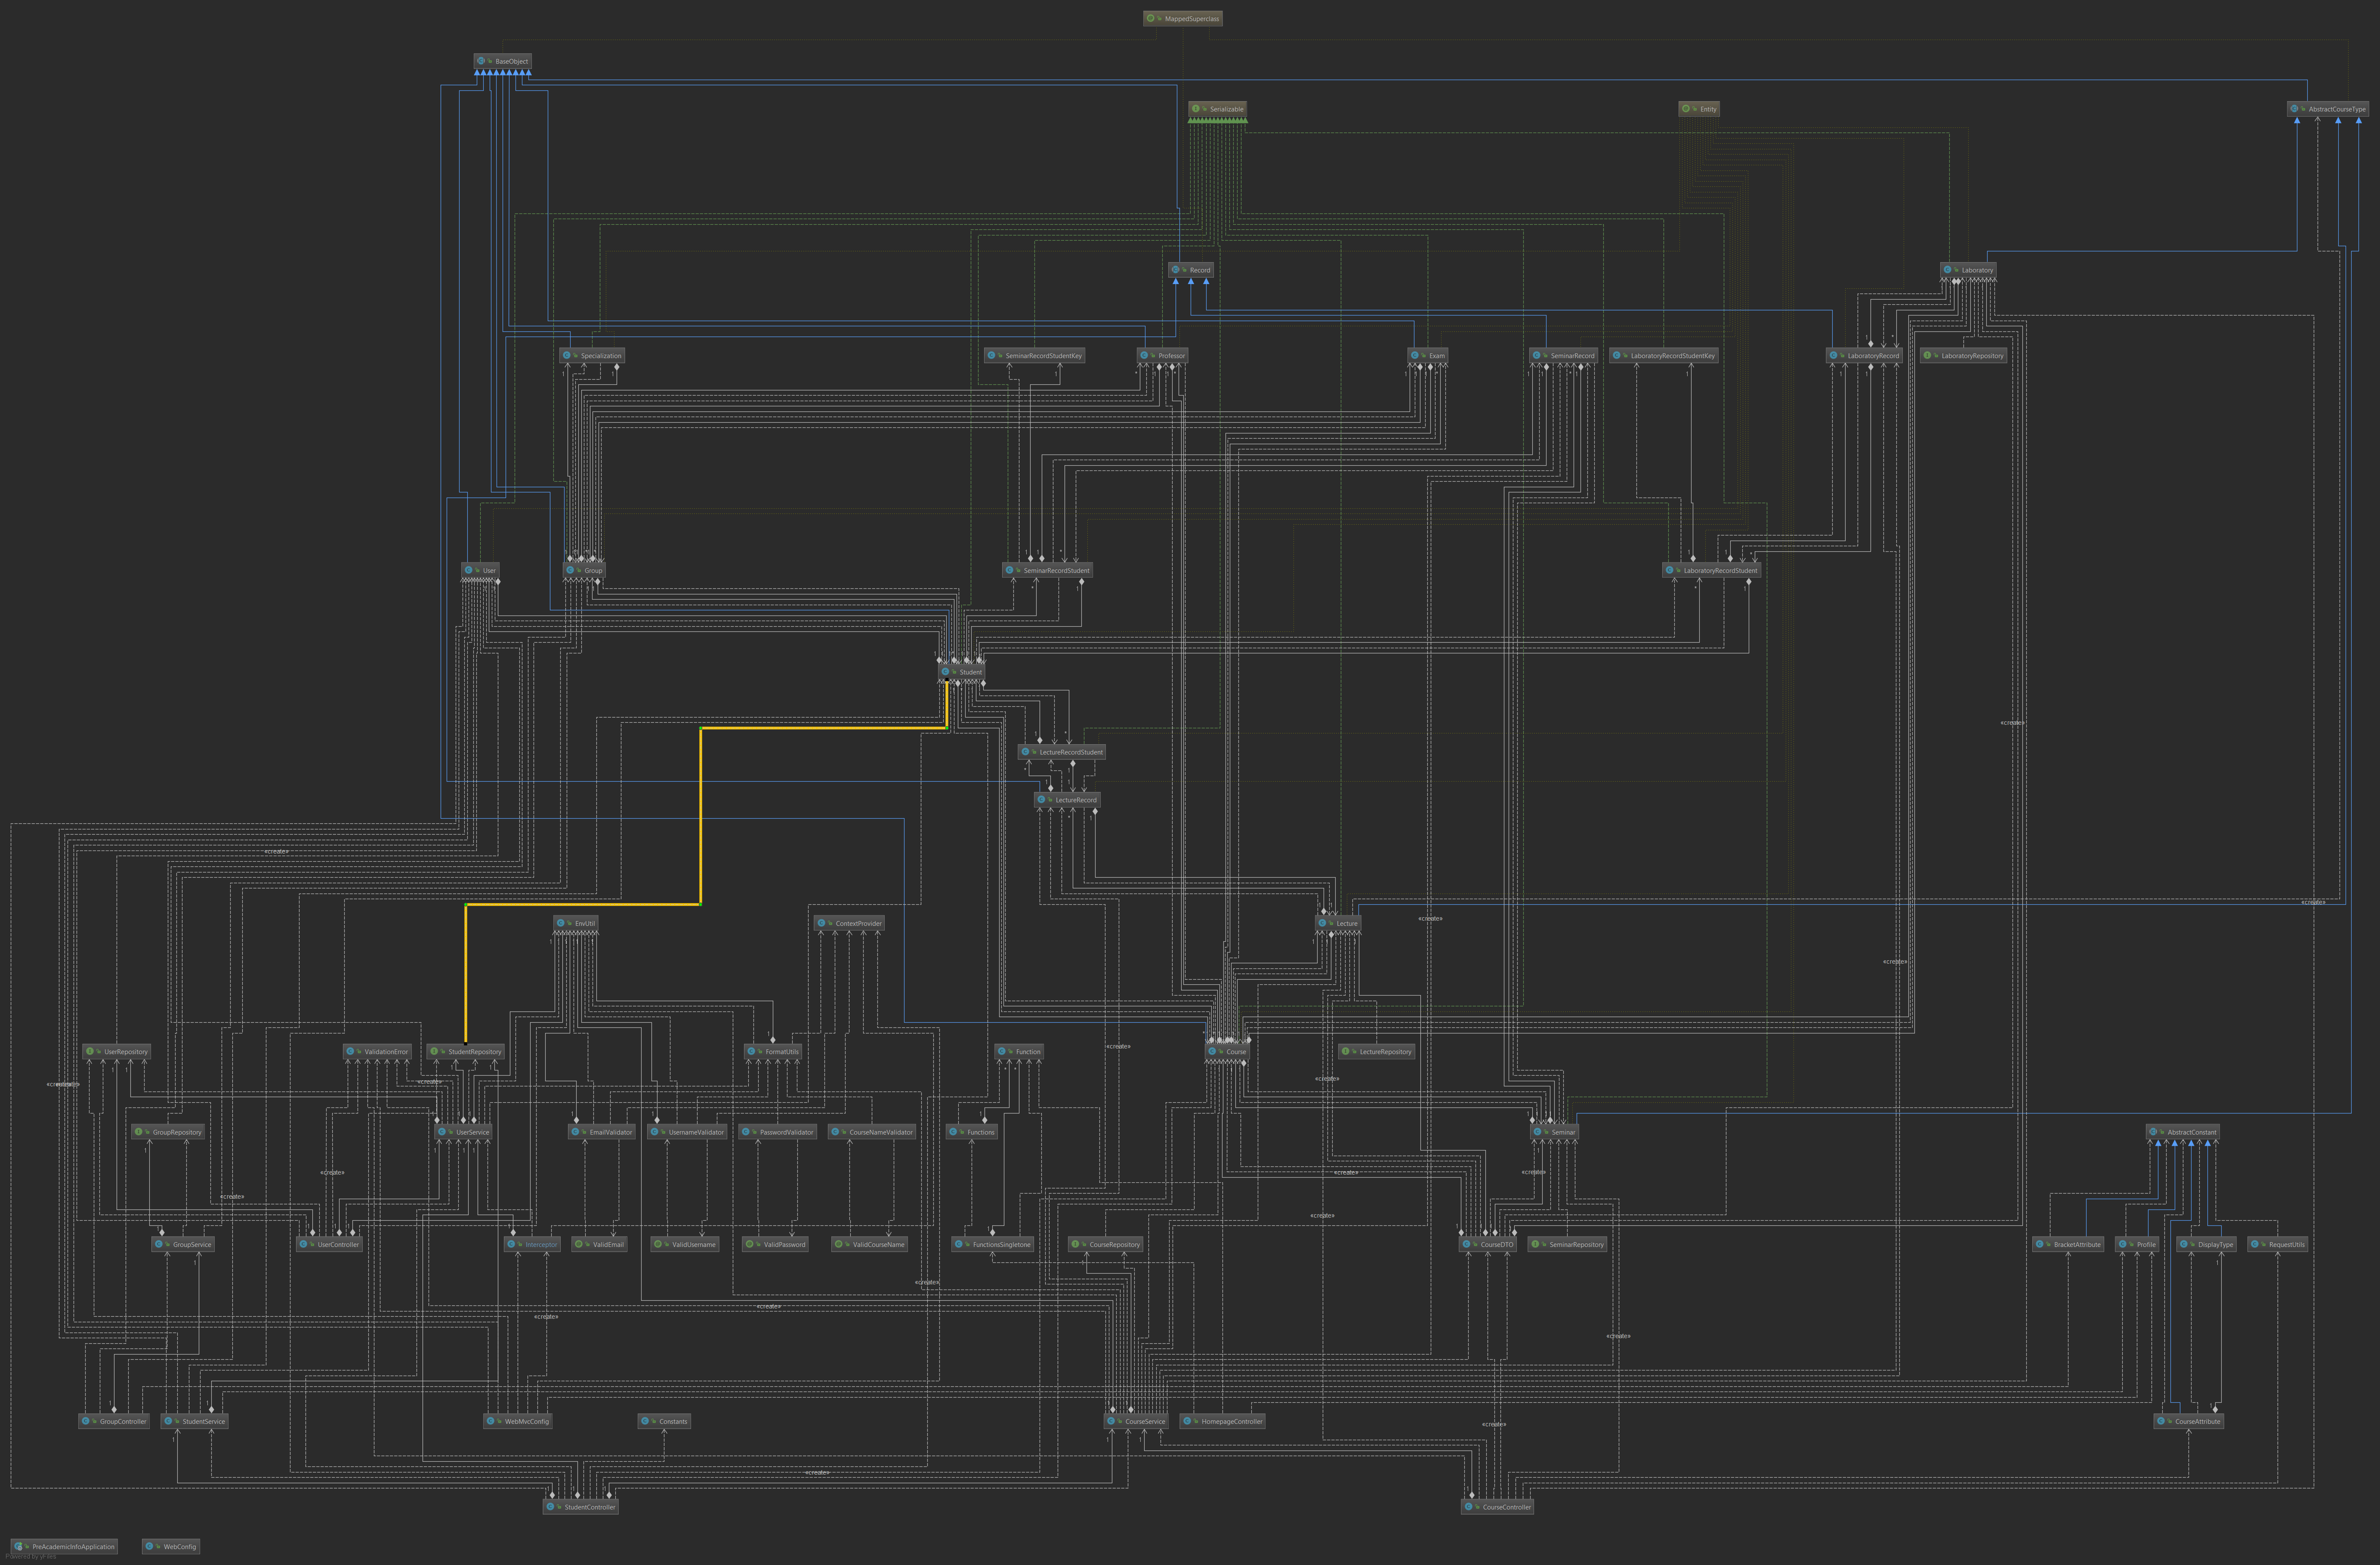 MappedSuperclass
BaseObject
Serializable
Entity
AbstractCourseType
Record
Laboratory
Specialization
SeminarRecordStudentKey
Professor
Exam
SeminarRecord
LaboratoryRecordStudentKey
LaboratoryRecord
LaboratoryRepository
User
Group
SeminarRecordStudent
LaboratoryRecordStudent
Student
«create»
LectureRecordStudent
LectureRecord
«create»
«create»
EnvUtil
ContextProvider
«create»
Lecture
«create»
«create»
UserRepository
ValidationError
StudentRepository
FormatUtils
Function
Course
LectureRepository
«create»
«create»
GroupRepository
UserService
EmailValidator
UsernameValidator
PasswordValidator
CourseNameValidator
Functions
Seminar
AbstractConstant
«create»
«create»
«create»
«create»
«create»
GroupService
UserController
Interceptor
ValidEmail
ValidUsername
ValidPassword
ValidCourseName
FunctionsSingletone
CourseRepository
CourseDTO
SeminarRepository
BracketAttribute
Profile
DisplayType
RequestUtils
«create»
«create»
«create»
«create»
GroupController
StudentService
WebMvcConfig
Constants
CourseService
HomepageController
CourseAttribute
«create»
«create»
StudentController
CourseController
PreAcademicInfoApplication
WebConfig
Powered by yFiles